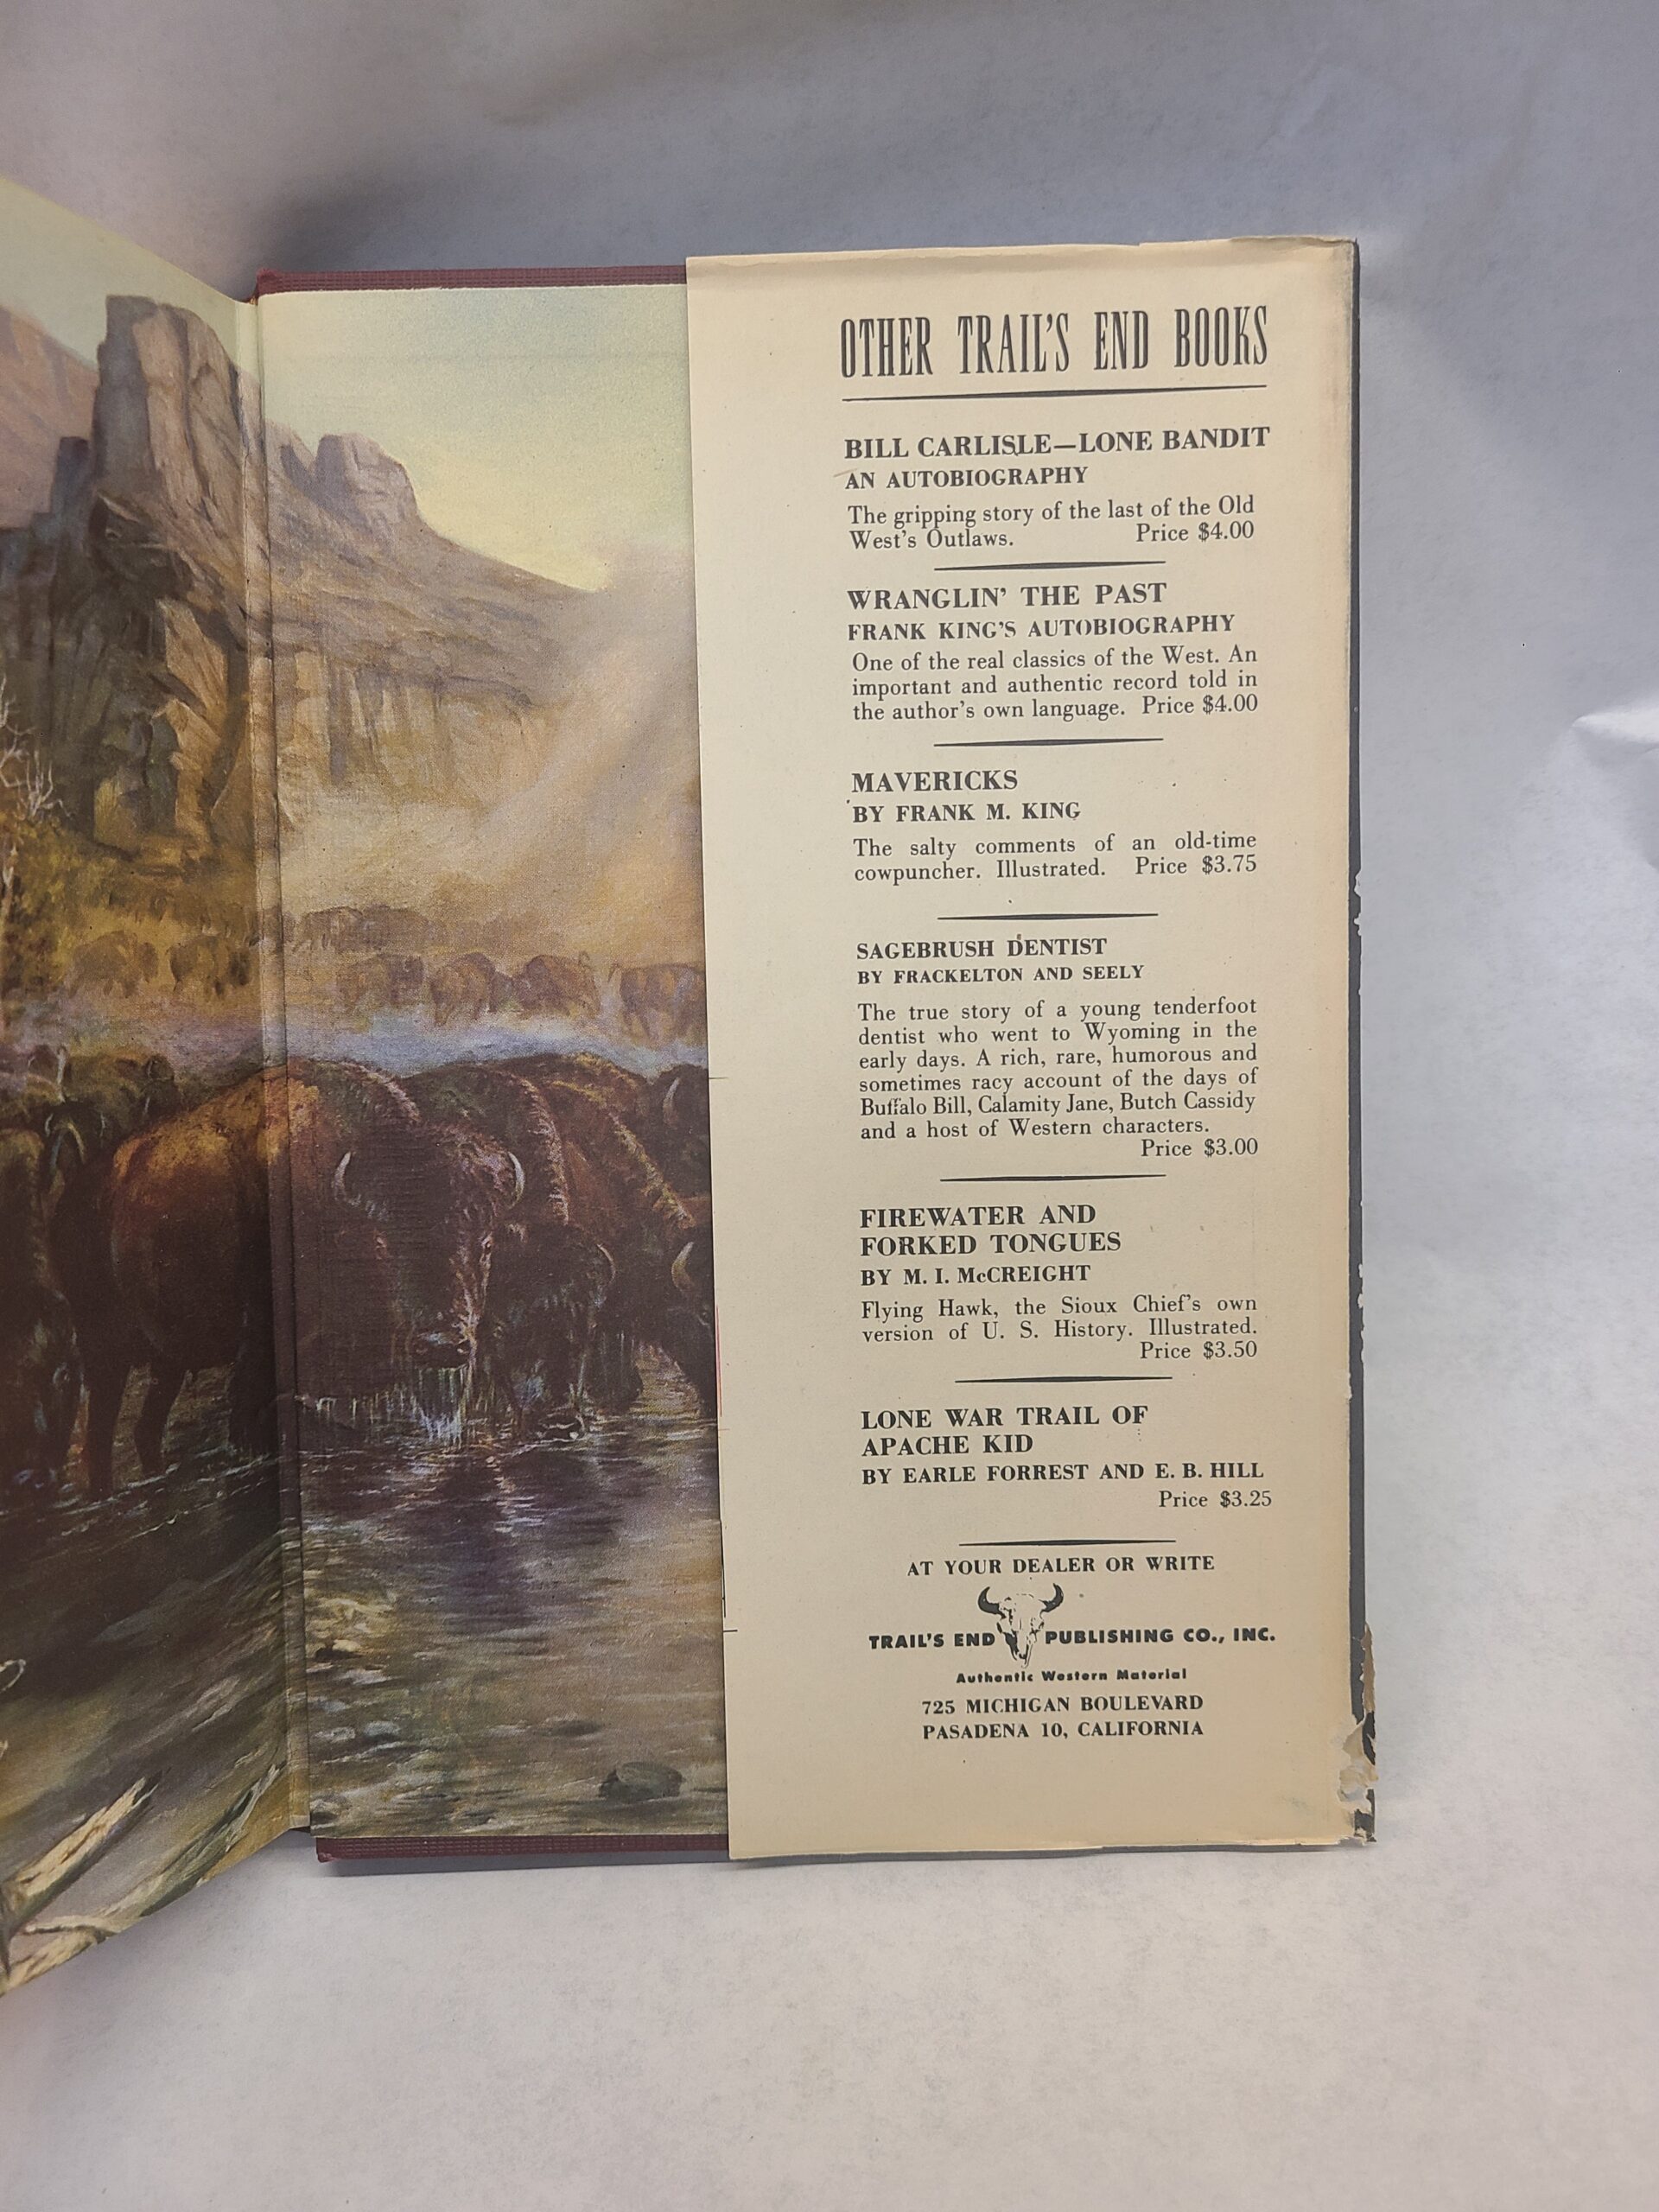 OTHER TRAIL'S END BOOKS
BILL CARLISLE—LONE BANDIT
AN AUTOBIOGRAPHY
The gripping story of the last of the Old
West's Outlaws. Price $4.00
WRANGLIN' THE PAST
FRANK KING'S AUTOBIOGRAPHY
One of the real classics of the West. An
important and authentic record told in
the author's own language. Price $4.00
MAVERICKS
BY FRANK M. KING
The salty comments of an old-time
cowpuncher. Illustrated. Price $3.75
SAGEBRUSH DENTIST
BY FRACKELTON AND SEELY
The true story of a young tenderfoot
dentist who went to Wyoming in the
early days. A rich, rare, humorous and
sometimes racy account of the days of
Buffalo Bill, Calamity Jane, Butch Cassidy
and a host of Western characters.
Price $3.00
FIREWATER AND
FORKED TONGUES
BY M. I. McCREIGHT
Flying Hawk, the Sioux Chief's own
version of U. S. History. Illustrated.
Price $3.50
LONE WAR TRAIL OF
APACHE KID
BY EARLE FORREST AND E. B. HILL
Price $3.25
AT YOUR DEALER OR WRITE
TRAIL'S END PUBLISHING CO., INC.
Authentic Western Material
725 MICHIGAN BOULEVARD
PASADENA 10, CALIFORNIA